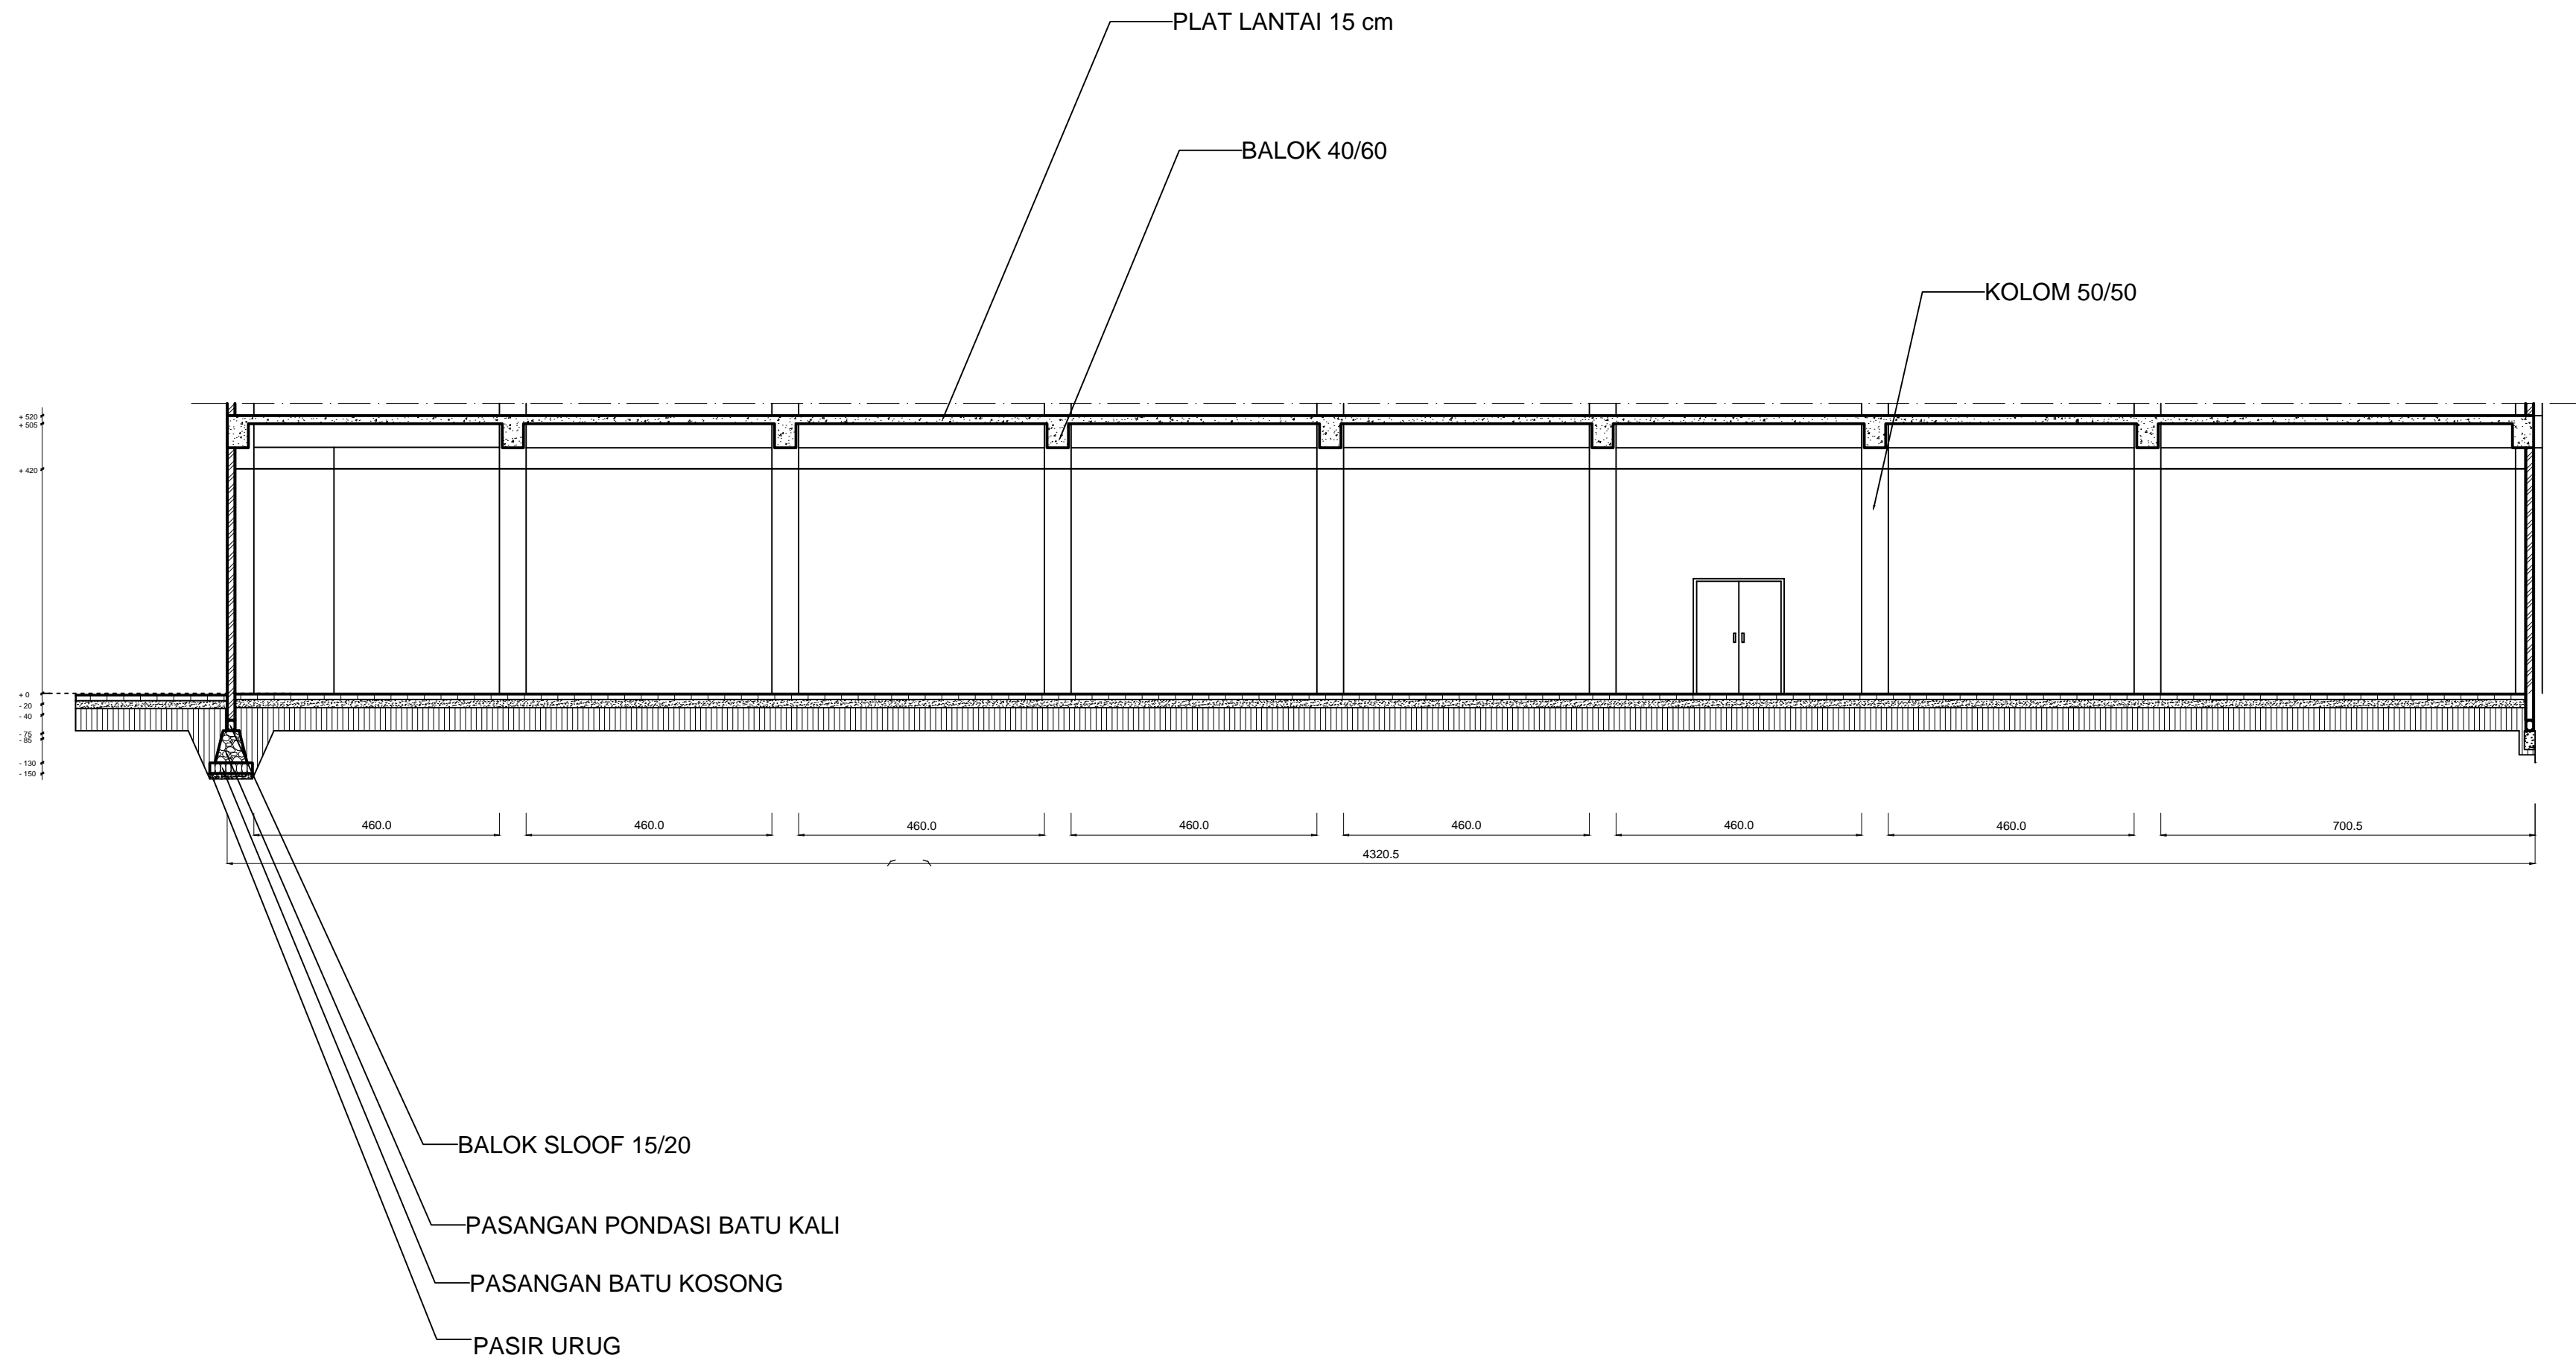 PLAT LANTAI 15 cm
BALOK 40/60
KOLOM 50/50
+ 520
+ 505
+ 420
+ 0
- 20
- 40
- 75
- 85
- 130
- 150
460.0 460.0 460.0 460.0 460.0 460.0 460.0 700.5
4320.5
BALOK SLOOF 15/20
PASANGAN PONDASI BATU KALI
PASANGAN BATU KOSONG
PASIR URUG